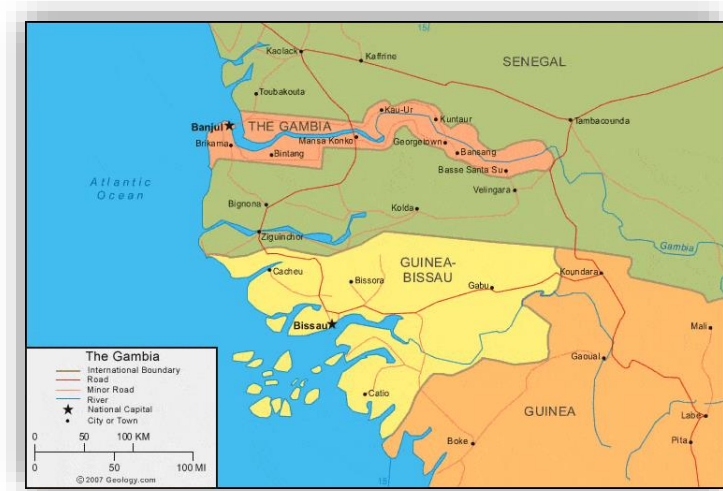 15I
Kaolack
Kaffrine
SENEGAL
Toubakouta
Kau-Ur
Banjul
THE GAMBIA
Kuntaur
Tambacounda
Brikama
Mansa Konko
Georgetown
Bintang
Bansang
Basse Santa Su
Atlantic
Ocean
Velingara
Bignona
Kolda
Ziguinchor
Gambia
GUINEA-
BISSAU
Cacheu
Bissora
Gabu
Koundara
Bissau
Mali
Gaoual
The Gambia
International Boundary
Road
Minor Road
River
National Capital
City or Town
0 50 100 KM
0 50 100 MI
© 2007 Geology.com
Catio
GUINEA
Labe
Boke
Pita
15